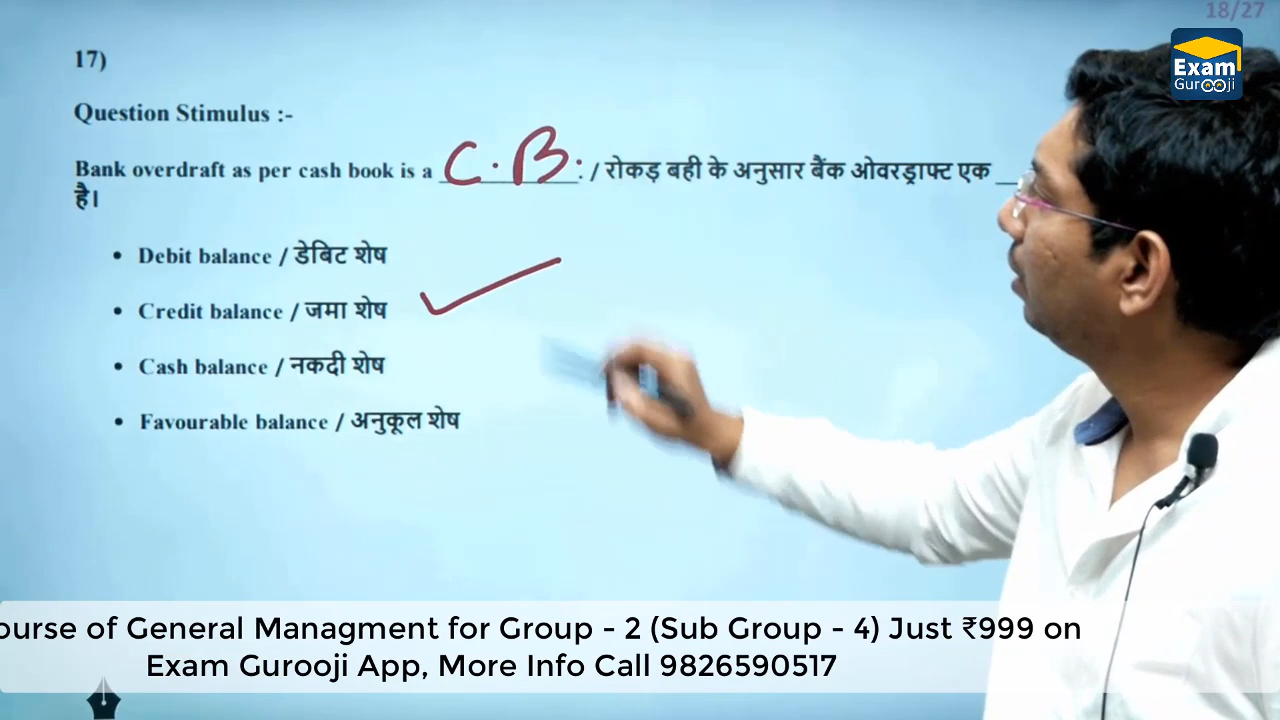 18/27
Exam
Gurooji
17)
Question Stimulus :-
Bank overdraft as per cash book is a C.B. / रोकड़ बही के अनुसार बैंक ओवरड्राफ्ट एक ___
है।
• Debit balance / डेबिट शेष
• Credit balance / जमा शेष
• Cash balance / नकदी शेष
• Favourable balance / अनुकूल शेष
ourse of General Managment for Group - 2 (Sub Group - 4) Just ₹999 on
Exam Gurooji App, More Info Call 9826590517